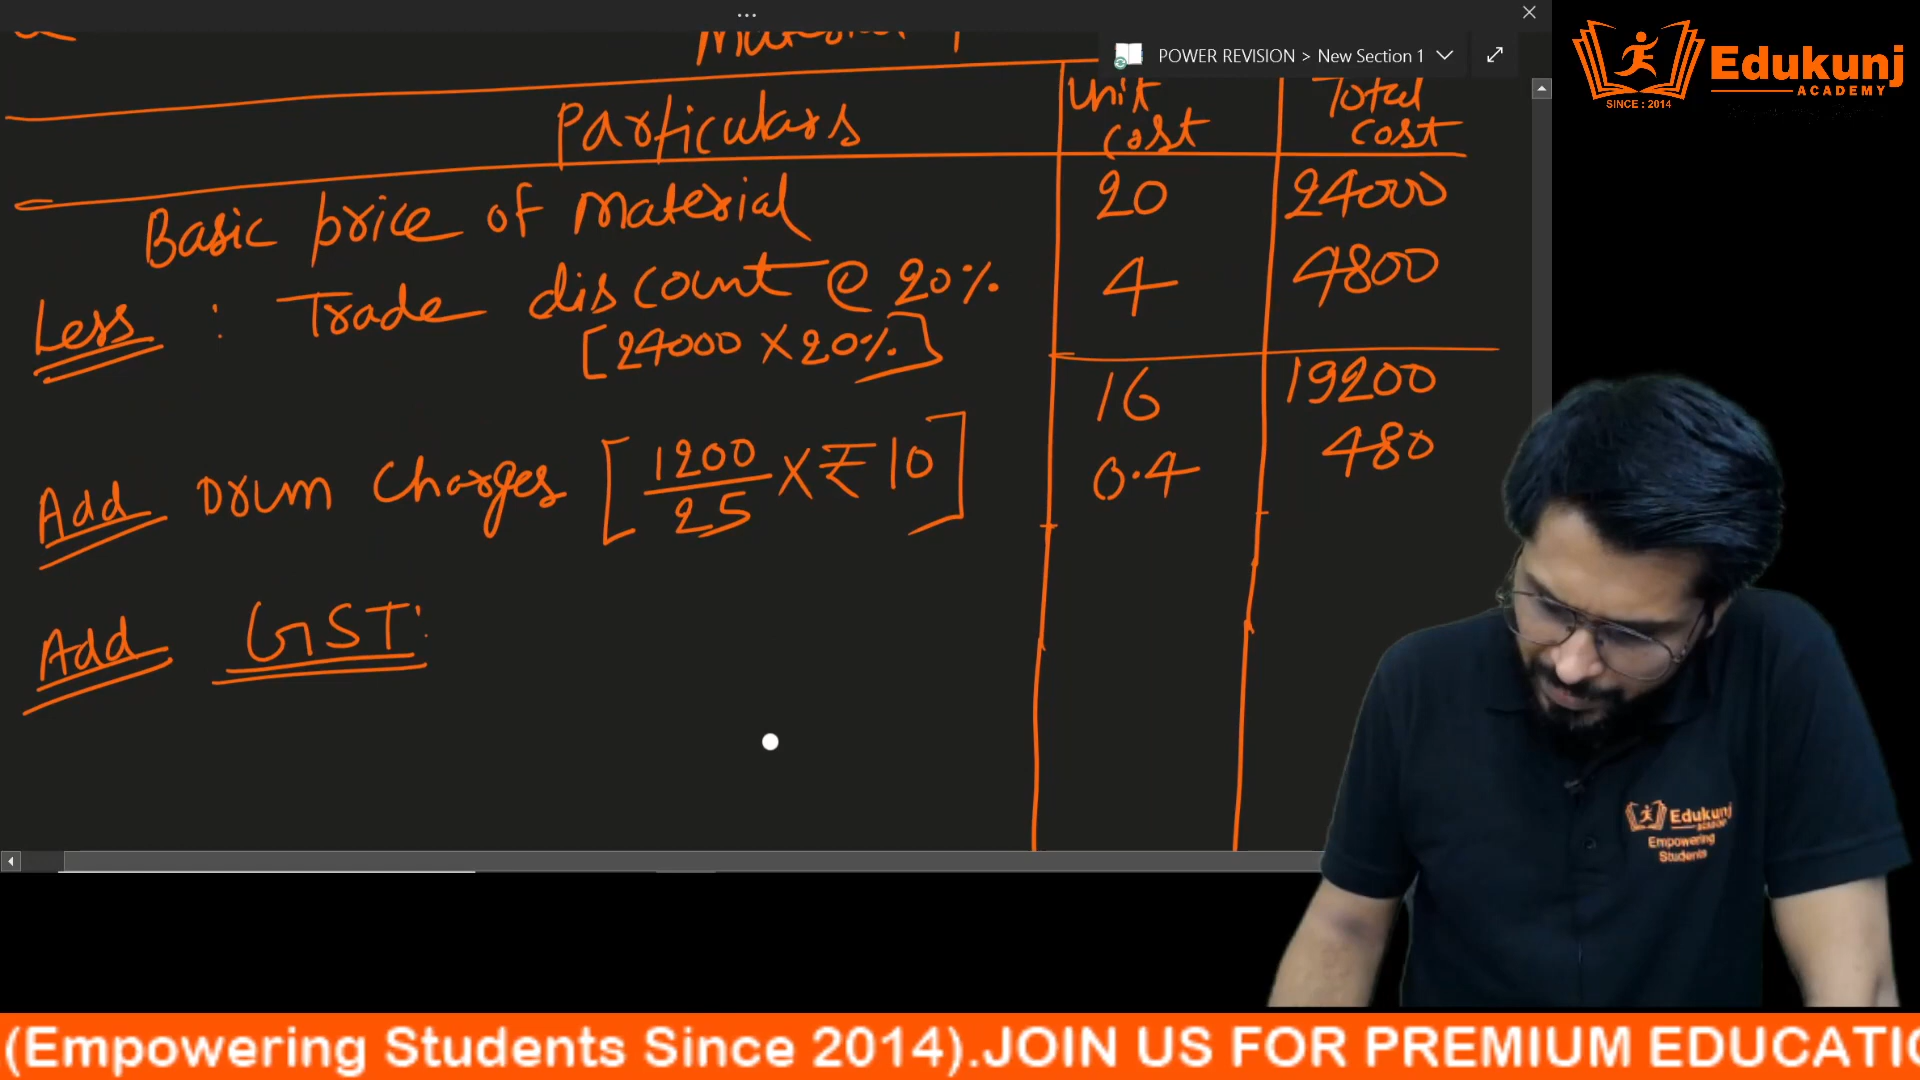 POWER REVISION > New Section 1
Edukunj
ACADEMY
SINCE : 2014
Particulars
Unit cost
Total cost
Basic price of Material 20 24000
Less : Trade discount @ 20% 4 4800
[24000 X 20%]
16 19200
Add Drum Charges [1200/25 X ₹10] 0.4 480
Add GST:
Edukunj
Empowering
Students
(Empowering Students Since 2014).JOIN US FOR PREMIUM EDUCATIO